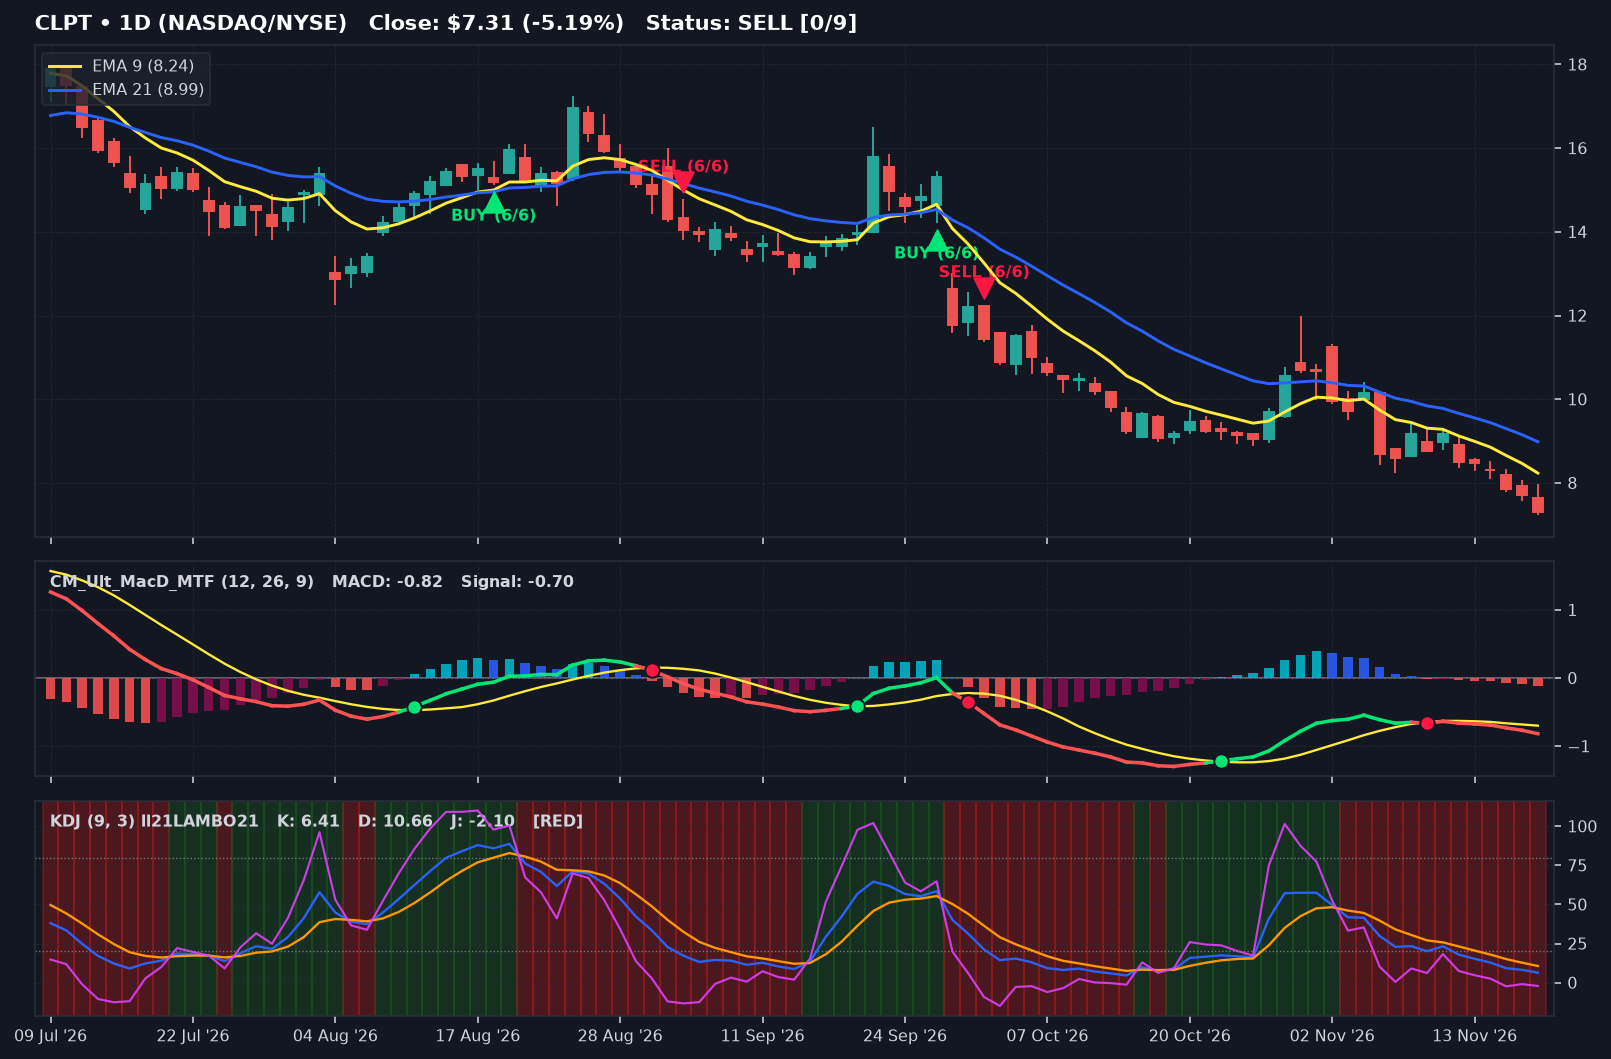 CLPT • 1D (NASDAQ/NYSE)   Close: $7.31 (-5.19%)   Status: SELL [0/9]
EMA 9 (8.24)
EMA 21 (8.99)
18
16
14
12
10
8
SELL (6/6)
BUY (6/6)
BUY (6/6)
SELL (6/6)
CM_Ult_MacD_MTF (12, 26, 9)   MACD: -0.82   Signal: -0.70
1
0
−1
KDJ (9, 3) II21LAMBO21   K: 6.41   D: 10.66   J: -2.10   [RED]
100
75
50
25
0
09 Jul '26   22 Jul '26   04 Aug '26   17 Aug '26   28 Aug '26   11 Sep '26   24 Sep '26   07 Oct '26   20 Oct '26   02 Nov '26   13 Nov '26